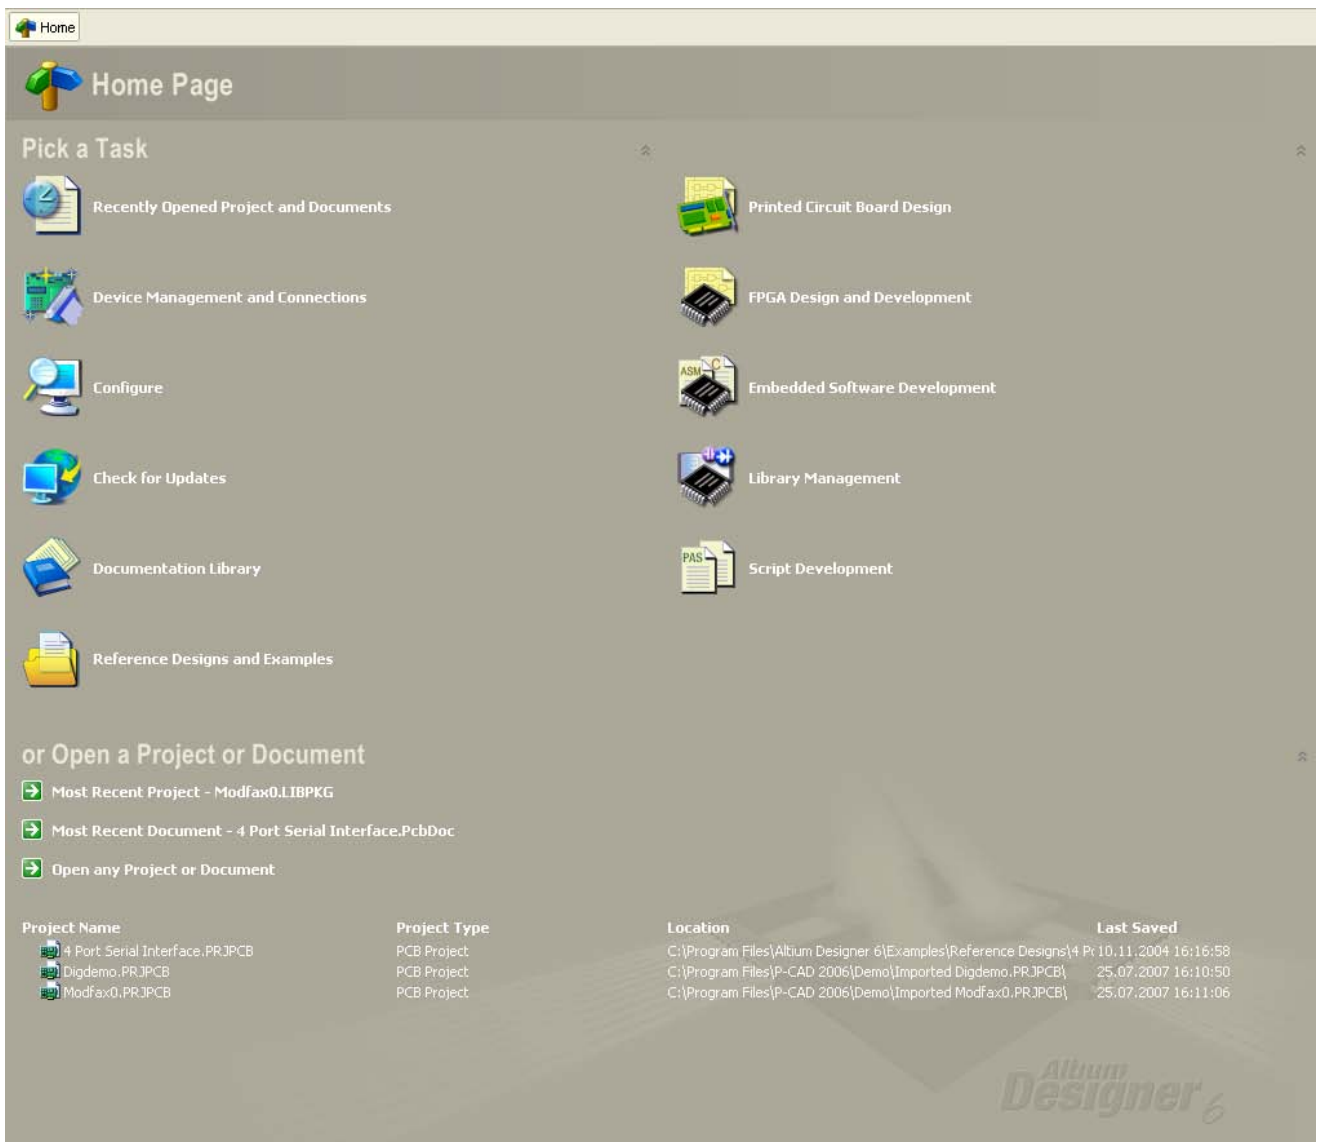 Home
Home Page
Pick a Task
Recently Opened Project and Documents
Device Management and Connections
Configure
Check for Updates
Documentation Library
Reference Designs and Examples
Printed Circuit Board Design
FPGA Design and Development
ASM C
Embedded Software Development
Library Management
PAS
Script Development
or Open a Project or Document
Most Recent Project - Modfax0.LIBPKG
Most Recent Document - 4 Port Serial Interface.PcbDoc
Open any Project or Document
Project Name Project Type Location Last Saved
4 Port Serial Interface.PRJPCB PCB Project C:\Program Files\Altium Designer 6\Examples\Reference Designs\4 Po 10.11.2004 16:16:58
Digdemo.PRJPCB PCB Project C:\Program Files\P-CAD 2006\Demo\Imported Digdemo.PRJPCB\ 25.07.2007 16:10:50
Modfax0.PRJPCB PCB Project C:\Program Files\P-CAD 2006\Demo\Imported Modfax0.PRJPCB\ 25.07.2007 16:11:06
Altium
Designer 6